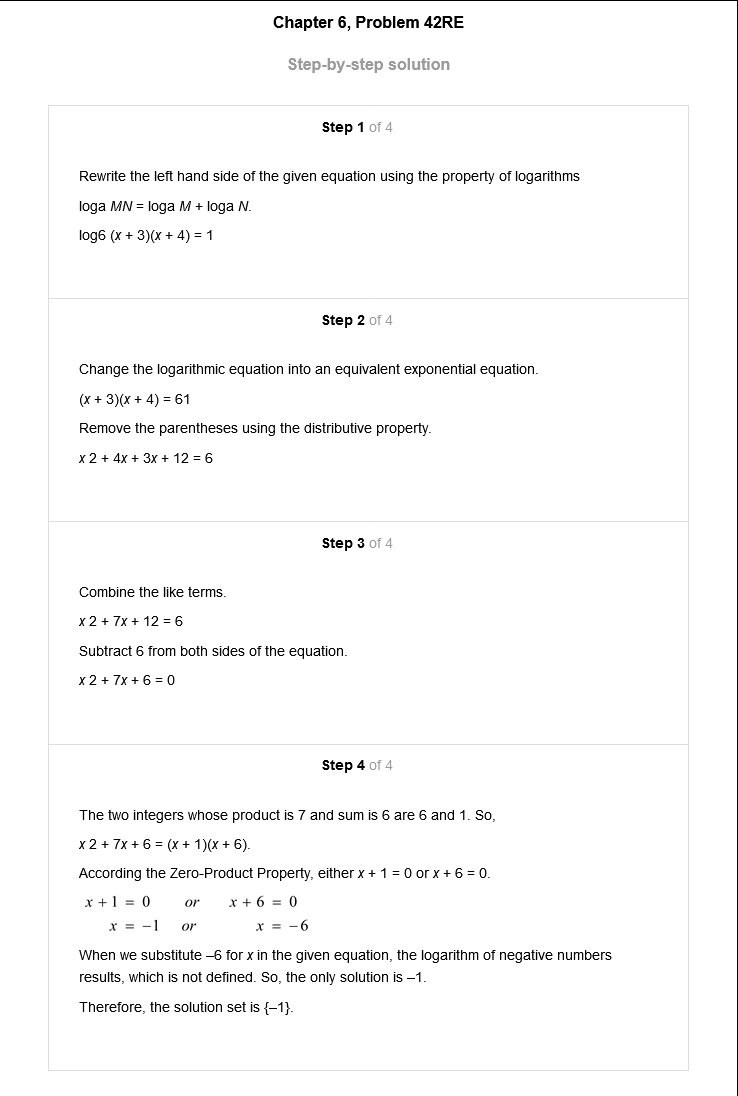 Chapter 6, Problem 42RE
Step-by-step solution
Step 1 of 4
Rewrite the left hand side of the given equation using the property of logarithms
loga MN = loga M + loga N.
log6 (x + 3)(x + 4) = 1
Step 2 of 4
Change the logarithmic equation into an equivalent exponential equation.
(x + 3)(x + 4) = 61
Remove the parentheses using the distributive property.
x 2 + 4x + 3x + 12 = 6
Step 3 of 4
Combine the like terms.
x 2 + 7x + 12 = 6
Subtract 6 from both sides of the equation.
x 2 + 7x + 6 = 0
Step 4 of 4
The two integers whose product is 7 and sum is 6 are 6 and 1. So,
x 2 + 7x + 6 = (x + 1)(x + 6).
According the Zero-Product Property, either x + 1 = 0 or x + 6 = 0.
x + 1 = 0 or x + 6 = 0
x = −1 or x = −6
When we substitute –6 for x in the given equation, the logarithm of negative numbers
results, which is not defined. So, the only solution is –1.
Therefore, the solution set is {–1}.